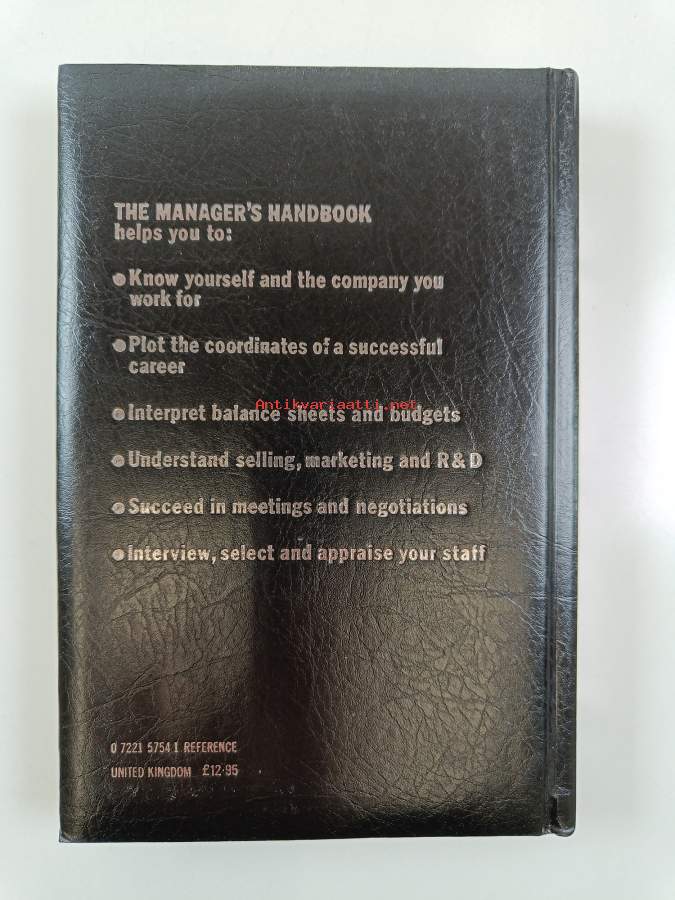 THE MANAGER'S HANDBOOK
helps you to:
● Know yourself and the company you
work for
● Plot the coordinates of a successful
career
● Interpret balance sheets and budgets
Antikvariaatti.net
● Understand selling, marketing and R & D
● Succeed in meetings and negotiations
● Interview, select and appraise your staff
0 7221 5754 1 REFERENCE
UNITED KINGDOM £12·95